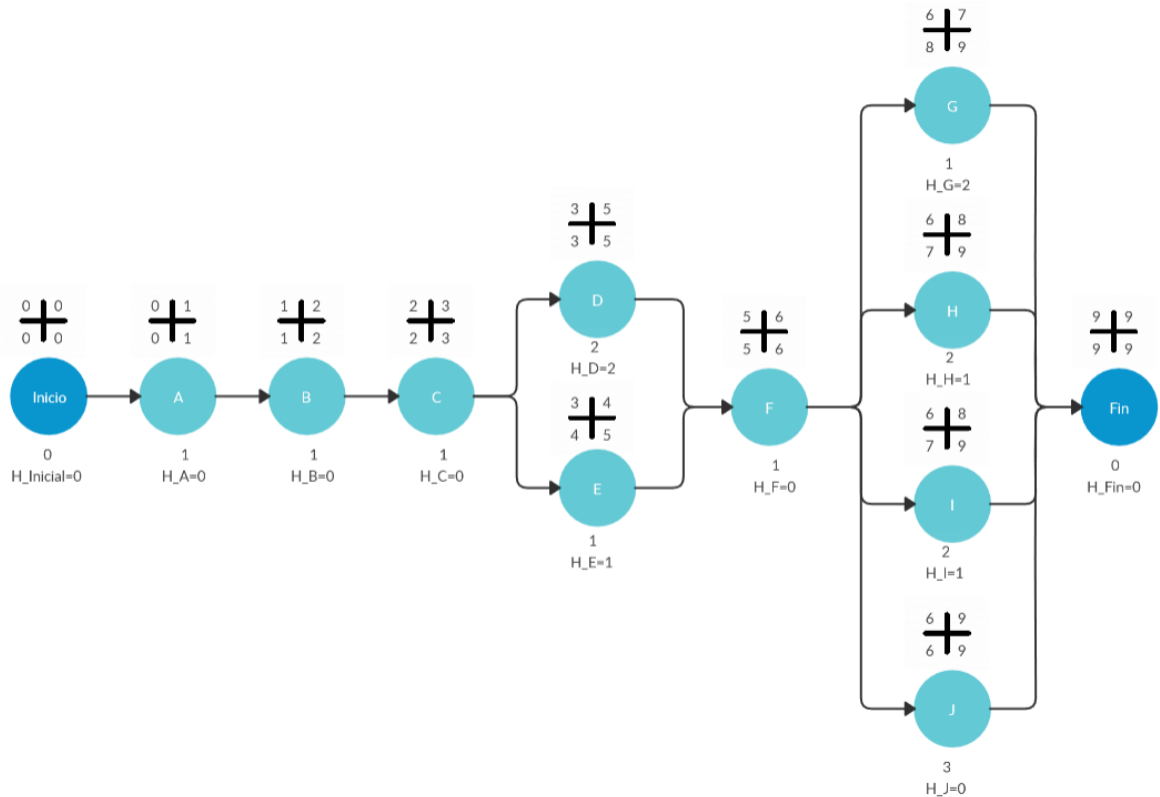 6 7
8 9
G
1
H_G=2
3 5
3 5
D
2
H_D=2
6 8
7 9
H
2
H_H=1
0 0
0 0
Inicio
0
H_Inicial=0
0 1
0 1
A
1
H_A=0
1 2
1 2
B
1
H_B=0
2 3
2 3
C
1
H_C=0
3 4
4 5
E
1
H_E=1
5 6
5 6
F
1
H_F=0
6 8
7 9
I
2
H_I=1
9 9
9 9
Fin
0
H_Fin=0
6 9
6 9
J
3
H_J=0